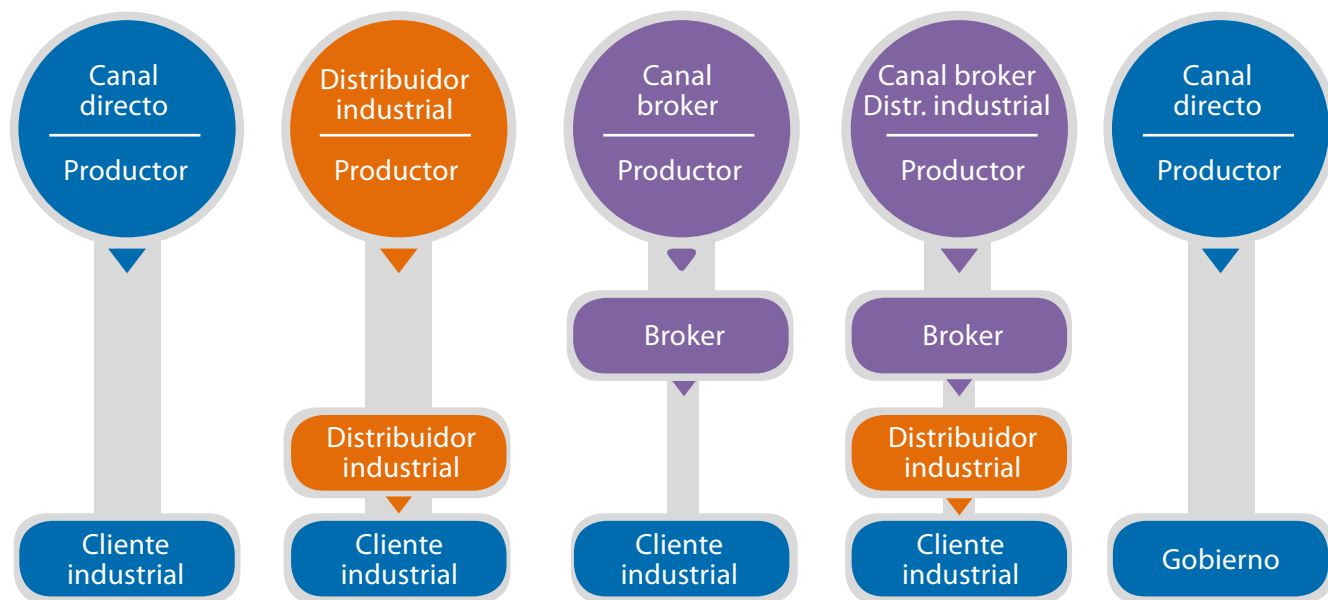 Canal
directo
Productor
Cliente
industrial
Distribuidor
industrial
Productor
Distribuidor
industrial
Cliente
industrial
Canal
broker
Productor
Broker
Cliente
industrial
Canal broker
Distr. industrial
Productor
Broker
Distribuidor
industrial
Cliente
industrial
Canal
directo
Productor
Gobierno